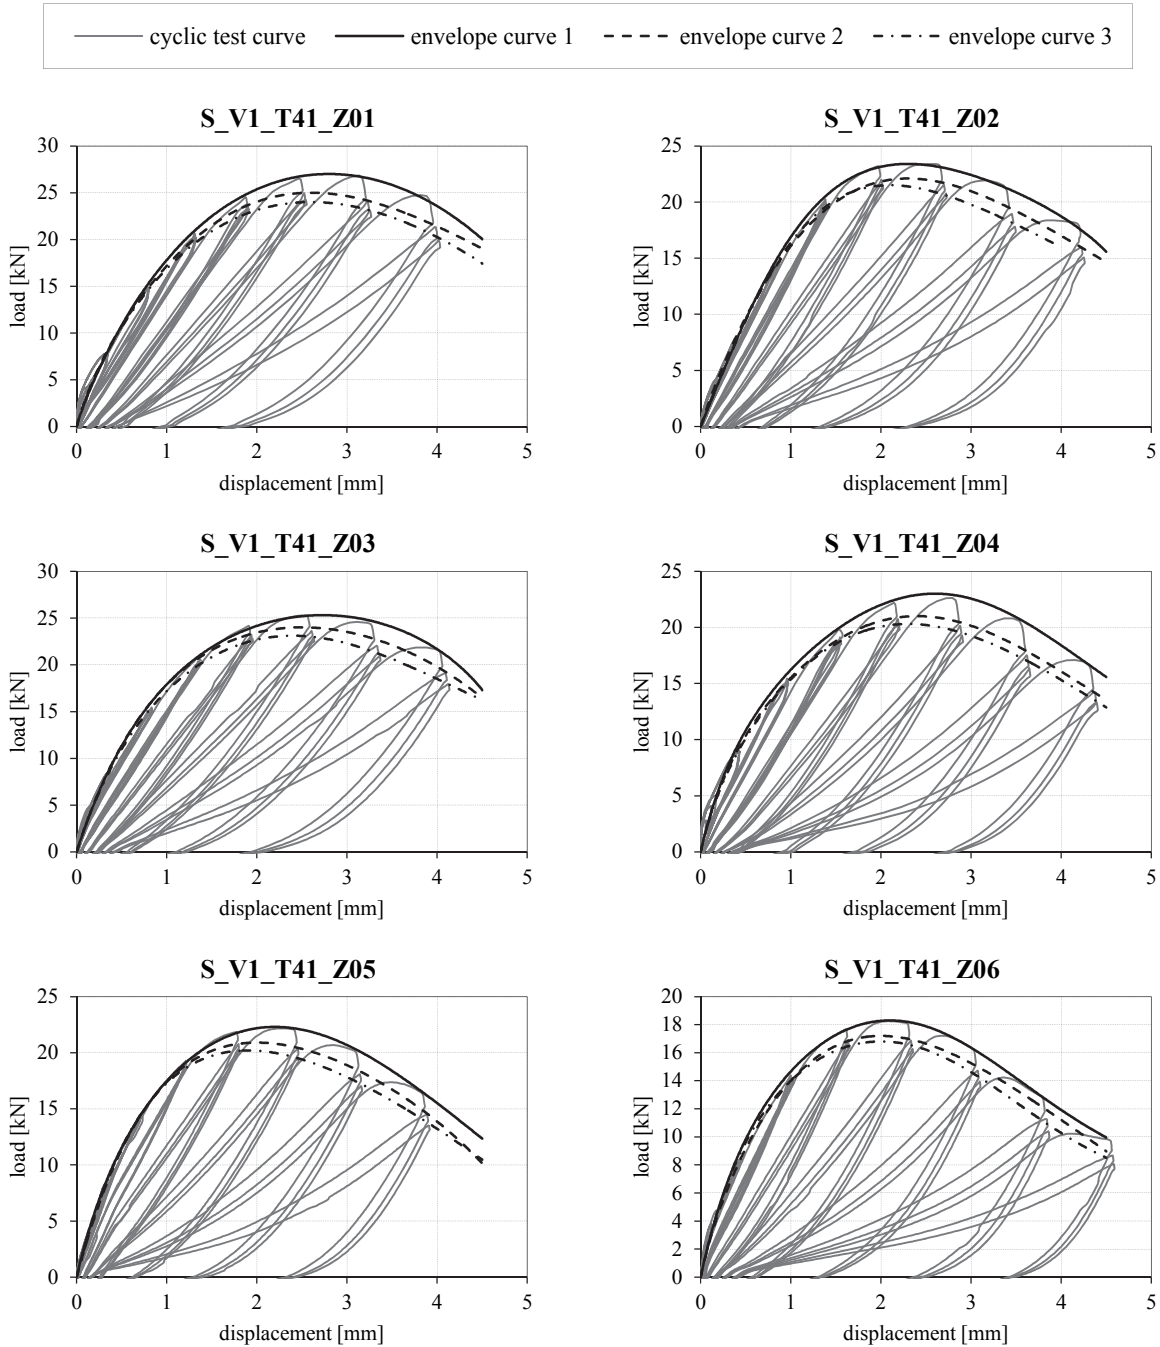 cyclic test curve envelope curve 1 envelope curve 2 envelope curve 3
S_V1_T41_Z01
30
25
20
15
10
5
0
load [kN]
0 1 2 3 4 5
displacement [mm]
S_V1_T41_Z02
25
20
15
10
5
0
load [kN]
0 1 2 3 4 5
displacement [mm]
S_V1_T41_Z03
30
25
20
15
10
5
0
load [kN]
0 1 2 3 4 5
displacement [mm]
S_V1_T41_Z04
25
20
15
10
5
0
load [kN]
0 1 2 3 4 5
displacement [mm]
S_V1_T41_Z05
25
20
15
10
5
0
load [kN]
0 1 2 3 4 5
displacement [mm]
S_V1_T41_Z06
20
18
16
14
12
10
8
6
4
2
0
load [kN]
0 1 2 3 4 5
displacement [mm]